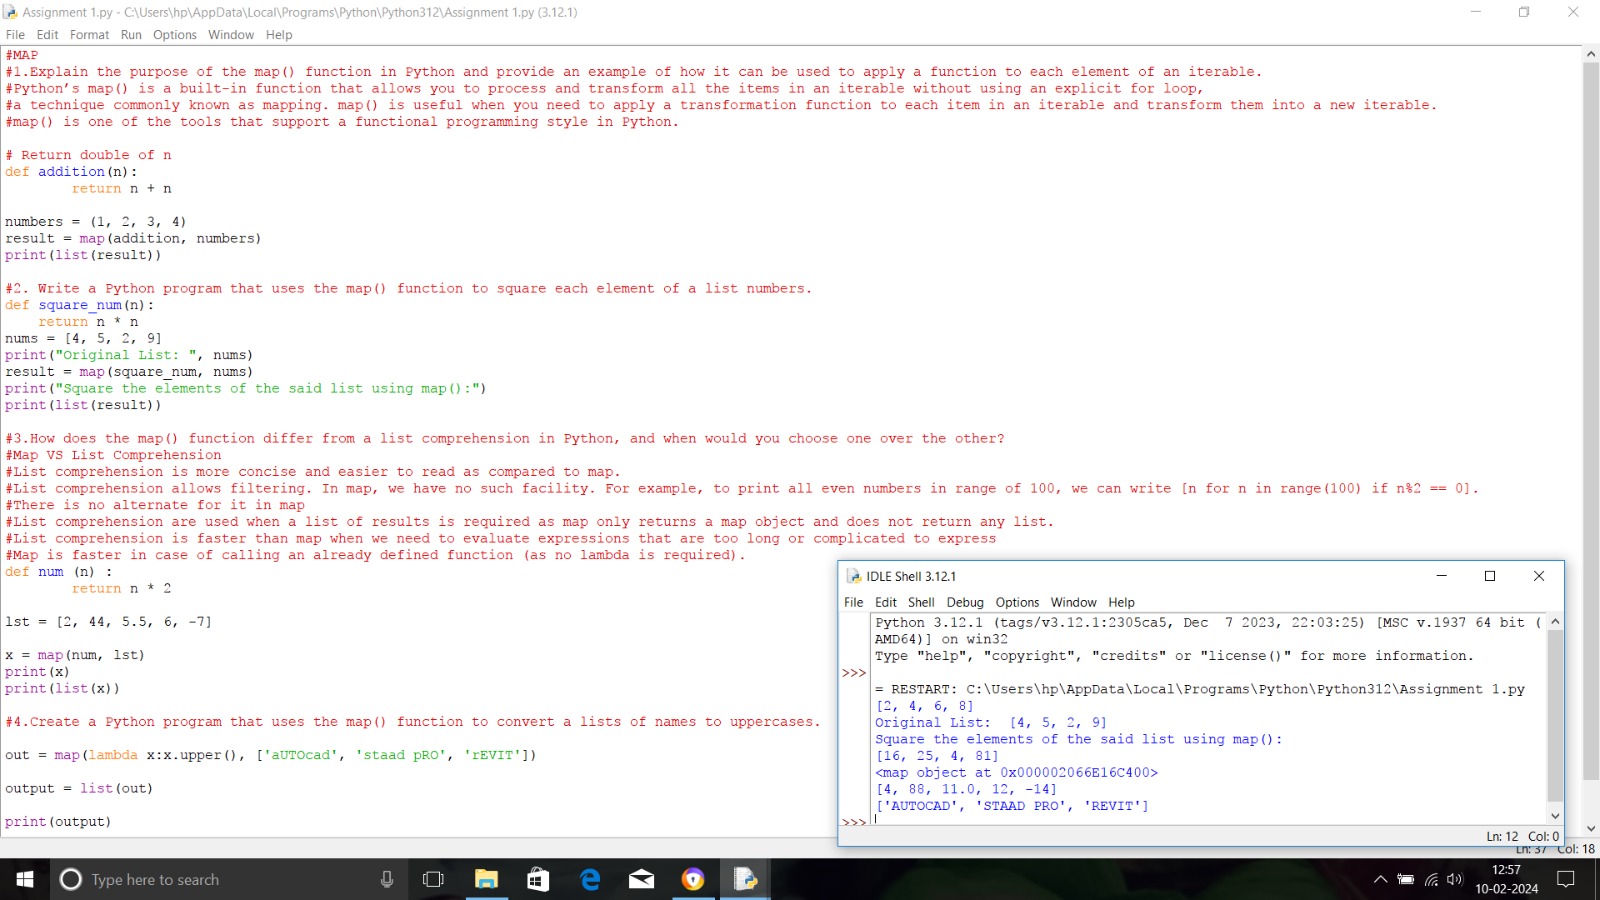 Assignment 1.py - C:\Users\hp\AppData\Local\Programs\Python\Python312\Assignment 1.py (3.12.1)
File Edit Format Run Options Window Help
#MAP
#1.Explain the purpose of the map() function in Python and provide an example of how it can be used to apply a function to each element of an iterable.
#Python’s map() is a built-in function that allows you to process and transform all the items in an iterable without using an explicit for loop,
#a technique commonly known as mapping. map() is useful when you need to apply a transformation function to each item in an iterable and transform them into a new iterable.
#map() is one of the tools that support a functional programming style in Python.
# Return double of n
def addition(n):
        return n + n
numbers = (1, 2, 3, 4)
result = map(addition, numbers)
print(list(result))
#2. Write a Python program that uses the map() function to square each element of a list numbers.
def square_num(n):
    return n * n
nums = [4, 5, 2, 9]
print("Original List: ", nums)
result = map(square_num, nums)
print("Square the elements of the said list using map():")
print(list(result))
#3.How does the map() function differ from a list comprehension in Python, and when would you choose one over the other?
#Map VS List Comprehension
#List comprehension is more concise and easier to read as compared to map.
#List comprehension allows filtering. In map, we have no such facility. For example, to print all even numbers in range of 100, we can write [n for n in range(100) if n%2 == 0].
#There is no alternate for it in map
#List comprehension are used when a list of results is required as map only returns a map object and does not return any list.
#List comprehension is faster than map when we need to evaluate expressions that are too long or complicated to express
#Map is faster in case of calling an already defined function (as no lambda is required).
def num (n) :
        return n * 2
lst = [2, 44, 5.5, 6, -7]
x = map(num, lst)
print(x)
print(list(x))
#4.Create a Python program that uses the map() function to convert a lists of names to uppercases.
out = map(lambda x:x.upper(), ['aUTOcad', 'staad pRO', 'rEVIT'])
output = list(out)
print(output)
IDLE Shell 3.12.1
File Edit Shell Debug Options Window Help
Python 3.12.1 (tags/v3.12.1:2305ca5, Dec  7 2023, 22:03:25) [MSC v.1937 64 bit (
AMD64)] on win32
Type "help", "copyright", "credits" or "license()" for more information.
>>>
= RESTART: C:\Users\hp\AppData\Local\Programs\Python\Python312\Assignment 1.py
[2, 4, 6, 8]
Original List:  [4, 5, 2, 9]
Square the elements of the said list using map():
[16, 25, 4, 81]
<map object at 0x000002066E16C400>
[4, 88, 11.0, 12, -14]
['AUTOCAD', 'STAAD PRO', 'REVIT']
>>>
Ln: 12 Col: 0
Ln: 37 Col: 18
Type here to search
12:57
10-02-2024